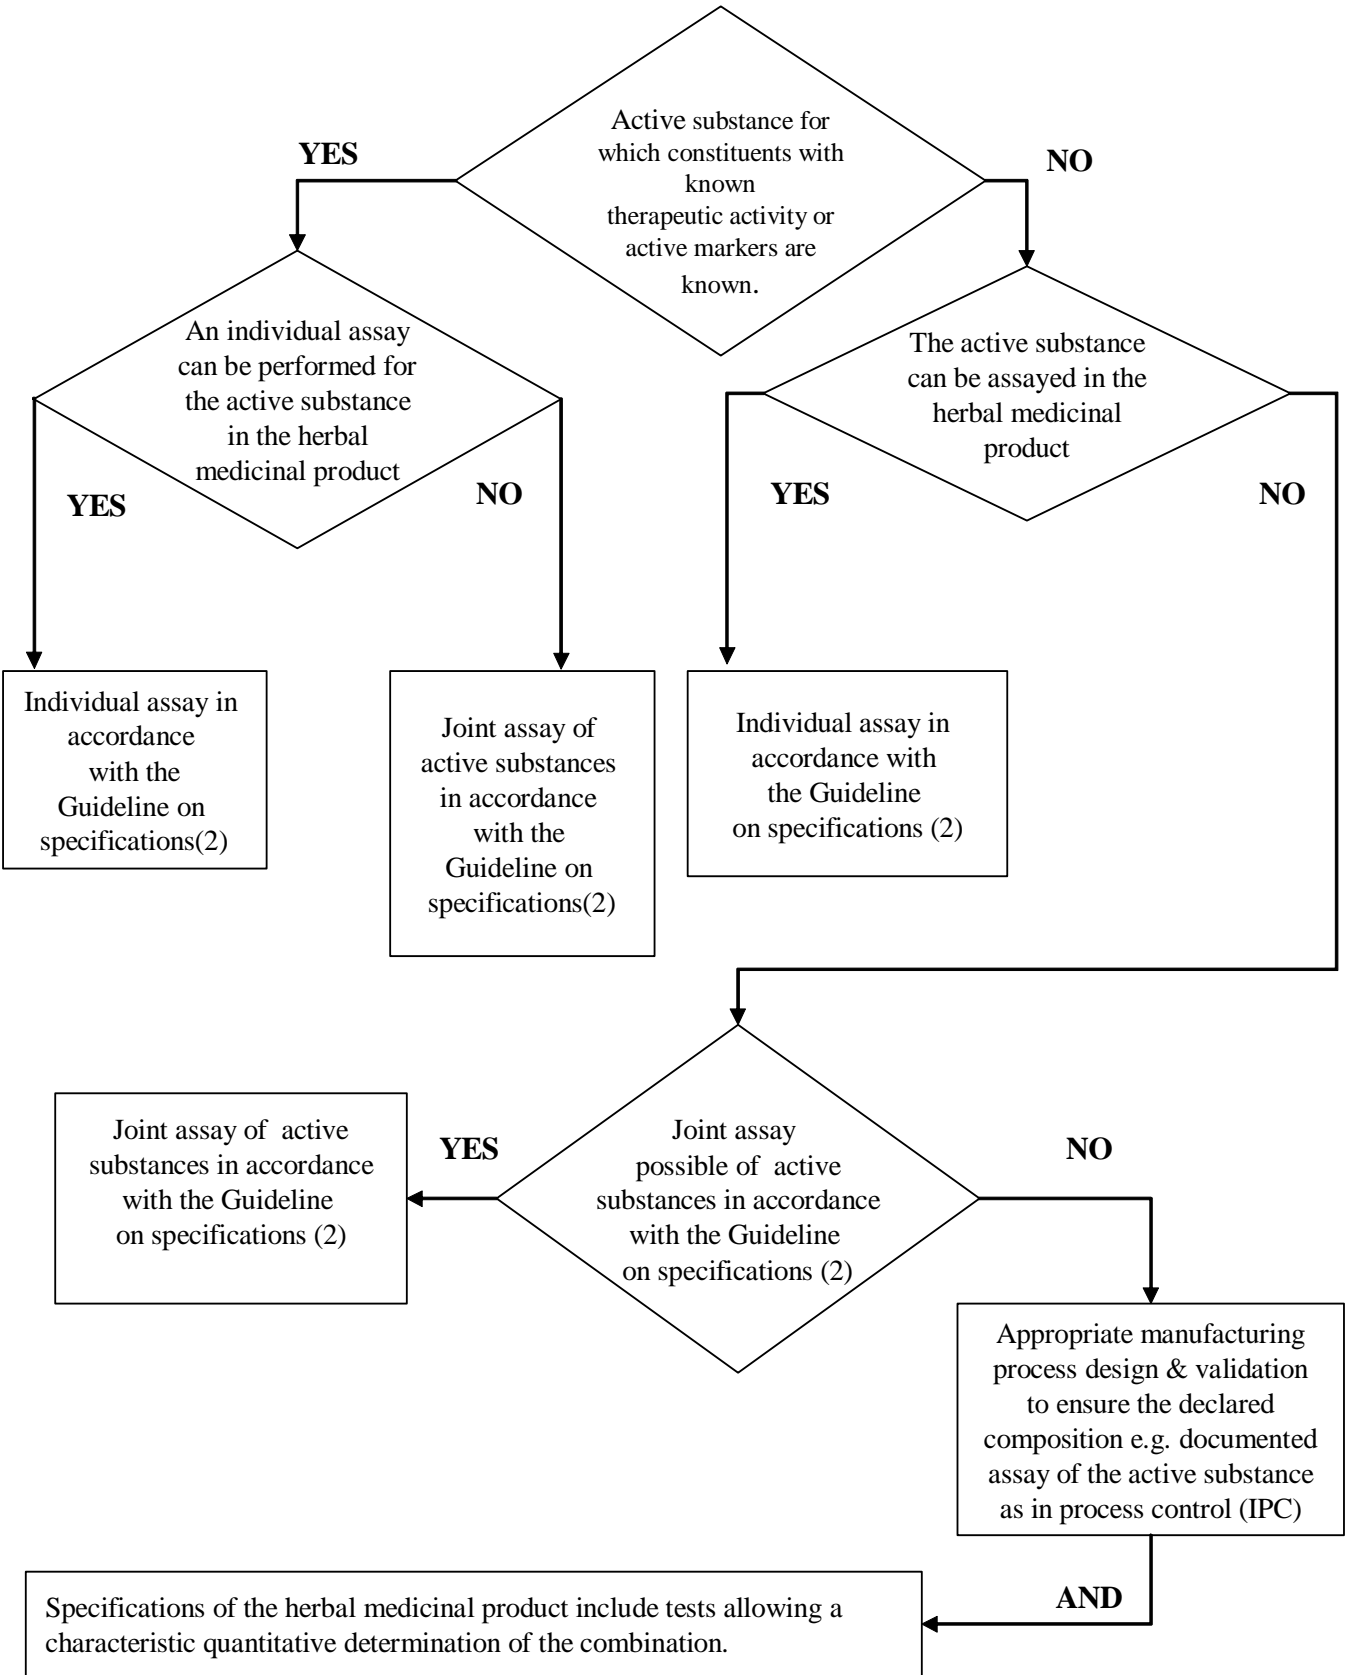 Active substance for
which constituents with
known
therapeutic activity or
active markers are
known.
YES
NO
An individual assay
can be performed for
the active substance
in the herbal
medicinal product
The active substance
can be assayed in the
herbal medicinal
product
YES
NO
YES
NO
Individual assay in
accordance
with the
Guideline on
specifications(2)
Joint assay of
active substances
in accordance
with the
Guideline on
specifications(2)
Individual assay in
accordance with
the Guideline
on specifications (2)
Joint assay of active
substances in accordance
with the Guideline
on specifications (2)
YES
Joint assay
possible of active
substances in accordance
with the Guideline
on specifications (2)
NO
Appropriate manufacturing
process design & validation
to ensure the declared
composition e.g. documented
assay of the active substance
as in process control (IPC)
AND
Specifications of the herbal medicinal product include tests allowing a
characteristic quantitative determination of the combination.